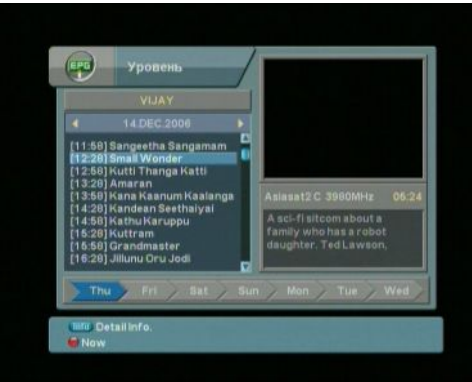 EPG
Уровень
VIJAY
14.DEC.2006
[11:58] Sangeetha Sangamam
[12:28] Small Wonder
[12:58] Kutti Thanga Katti
[13:28] Amaran
[13:58] Kana Kaanum Kaalanga
[14:28] Kandean Seethaiyai
[14:58] Kathu Karuppu
[15:28] Kuttram
[15:58] Grandmaster
[16:28] Jillunu Oru Jodi
Asiasat2 C 3980MHz 05:24
A sci-fi sitcom about a
family who has a robot
daughter. Ted Lawson,
Thu Fri Sat Sun Mon Tue Wed
Detail Info.
Now